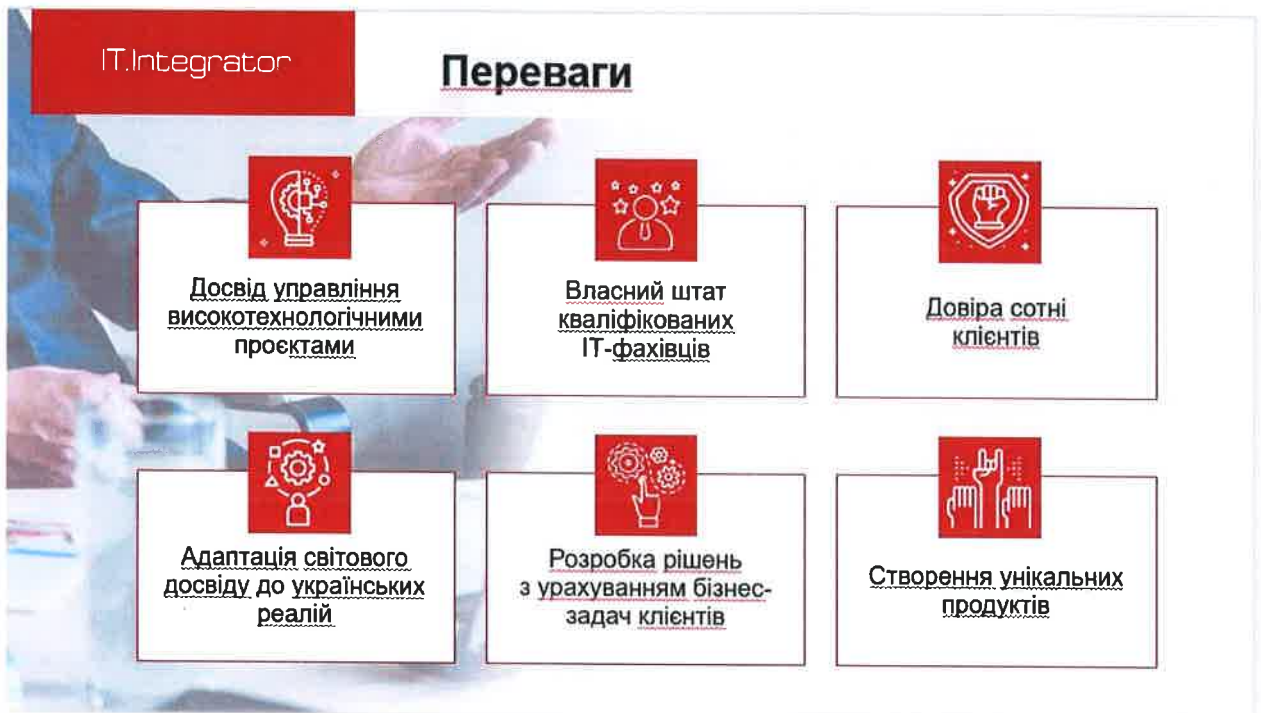 IT.Integrator
Переваги
Досвід управління
високотехнологічними
проєктами
Власний штат
кваліфікованих
ІТ-фахівців
Довіра сотні
клієнтів
Адаптація світового
досвіду до українських
реалій
Розробка рішень
з урахуванням бізнес-
задач клієнтів
Створення унікальних
продуктів